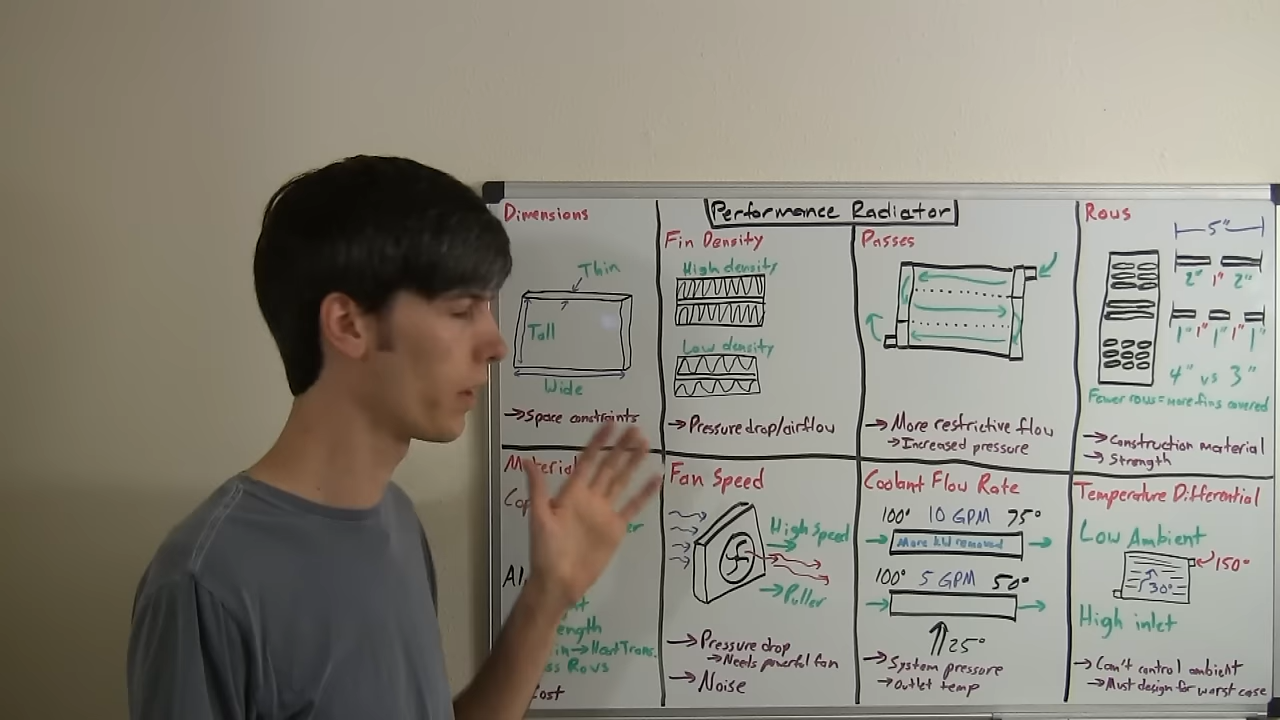 Performance Radiator
Dimensions
Thin
Tall
Wide
→Space constraints
Fin Density
High density
Low density
→Pressure drop/airflow
Passes
→More restrictive flow
→Increased pressure
Rows
5"
2" 1" 2"
1" 1" 1" 1" 1"
4" vs 3"
Fewer rows = more fins covered
→Construction material
→Strength
Material
Fan Speed
High Speed
→Puller
→Pressure drop
→Needs powerful fan
→Noise
Coolant Flow Rate
100° 10 GPM 75°
More kW removed
100° 5 GPM 50°
25°
→System pressure
→Outlet temp
Temperature Differential
Low Ambient
150°
30°
High inlet
→Can't control ambient
→Must design for worst case